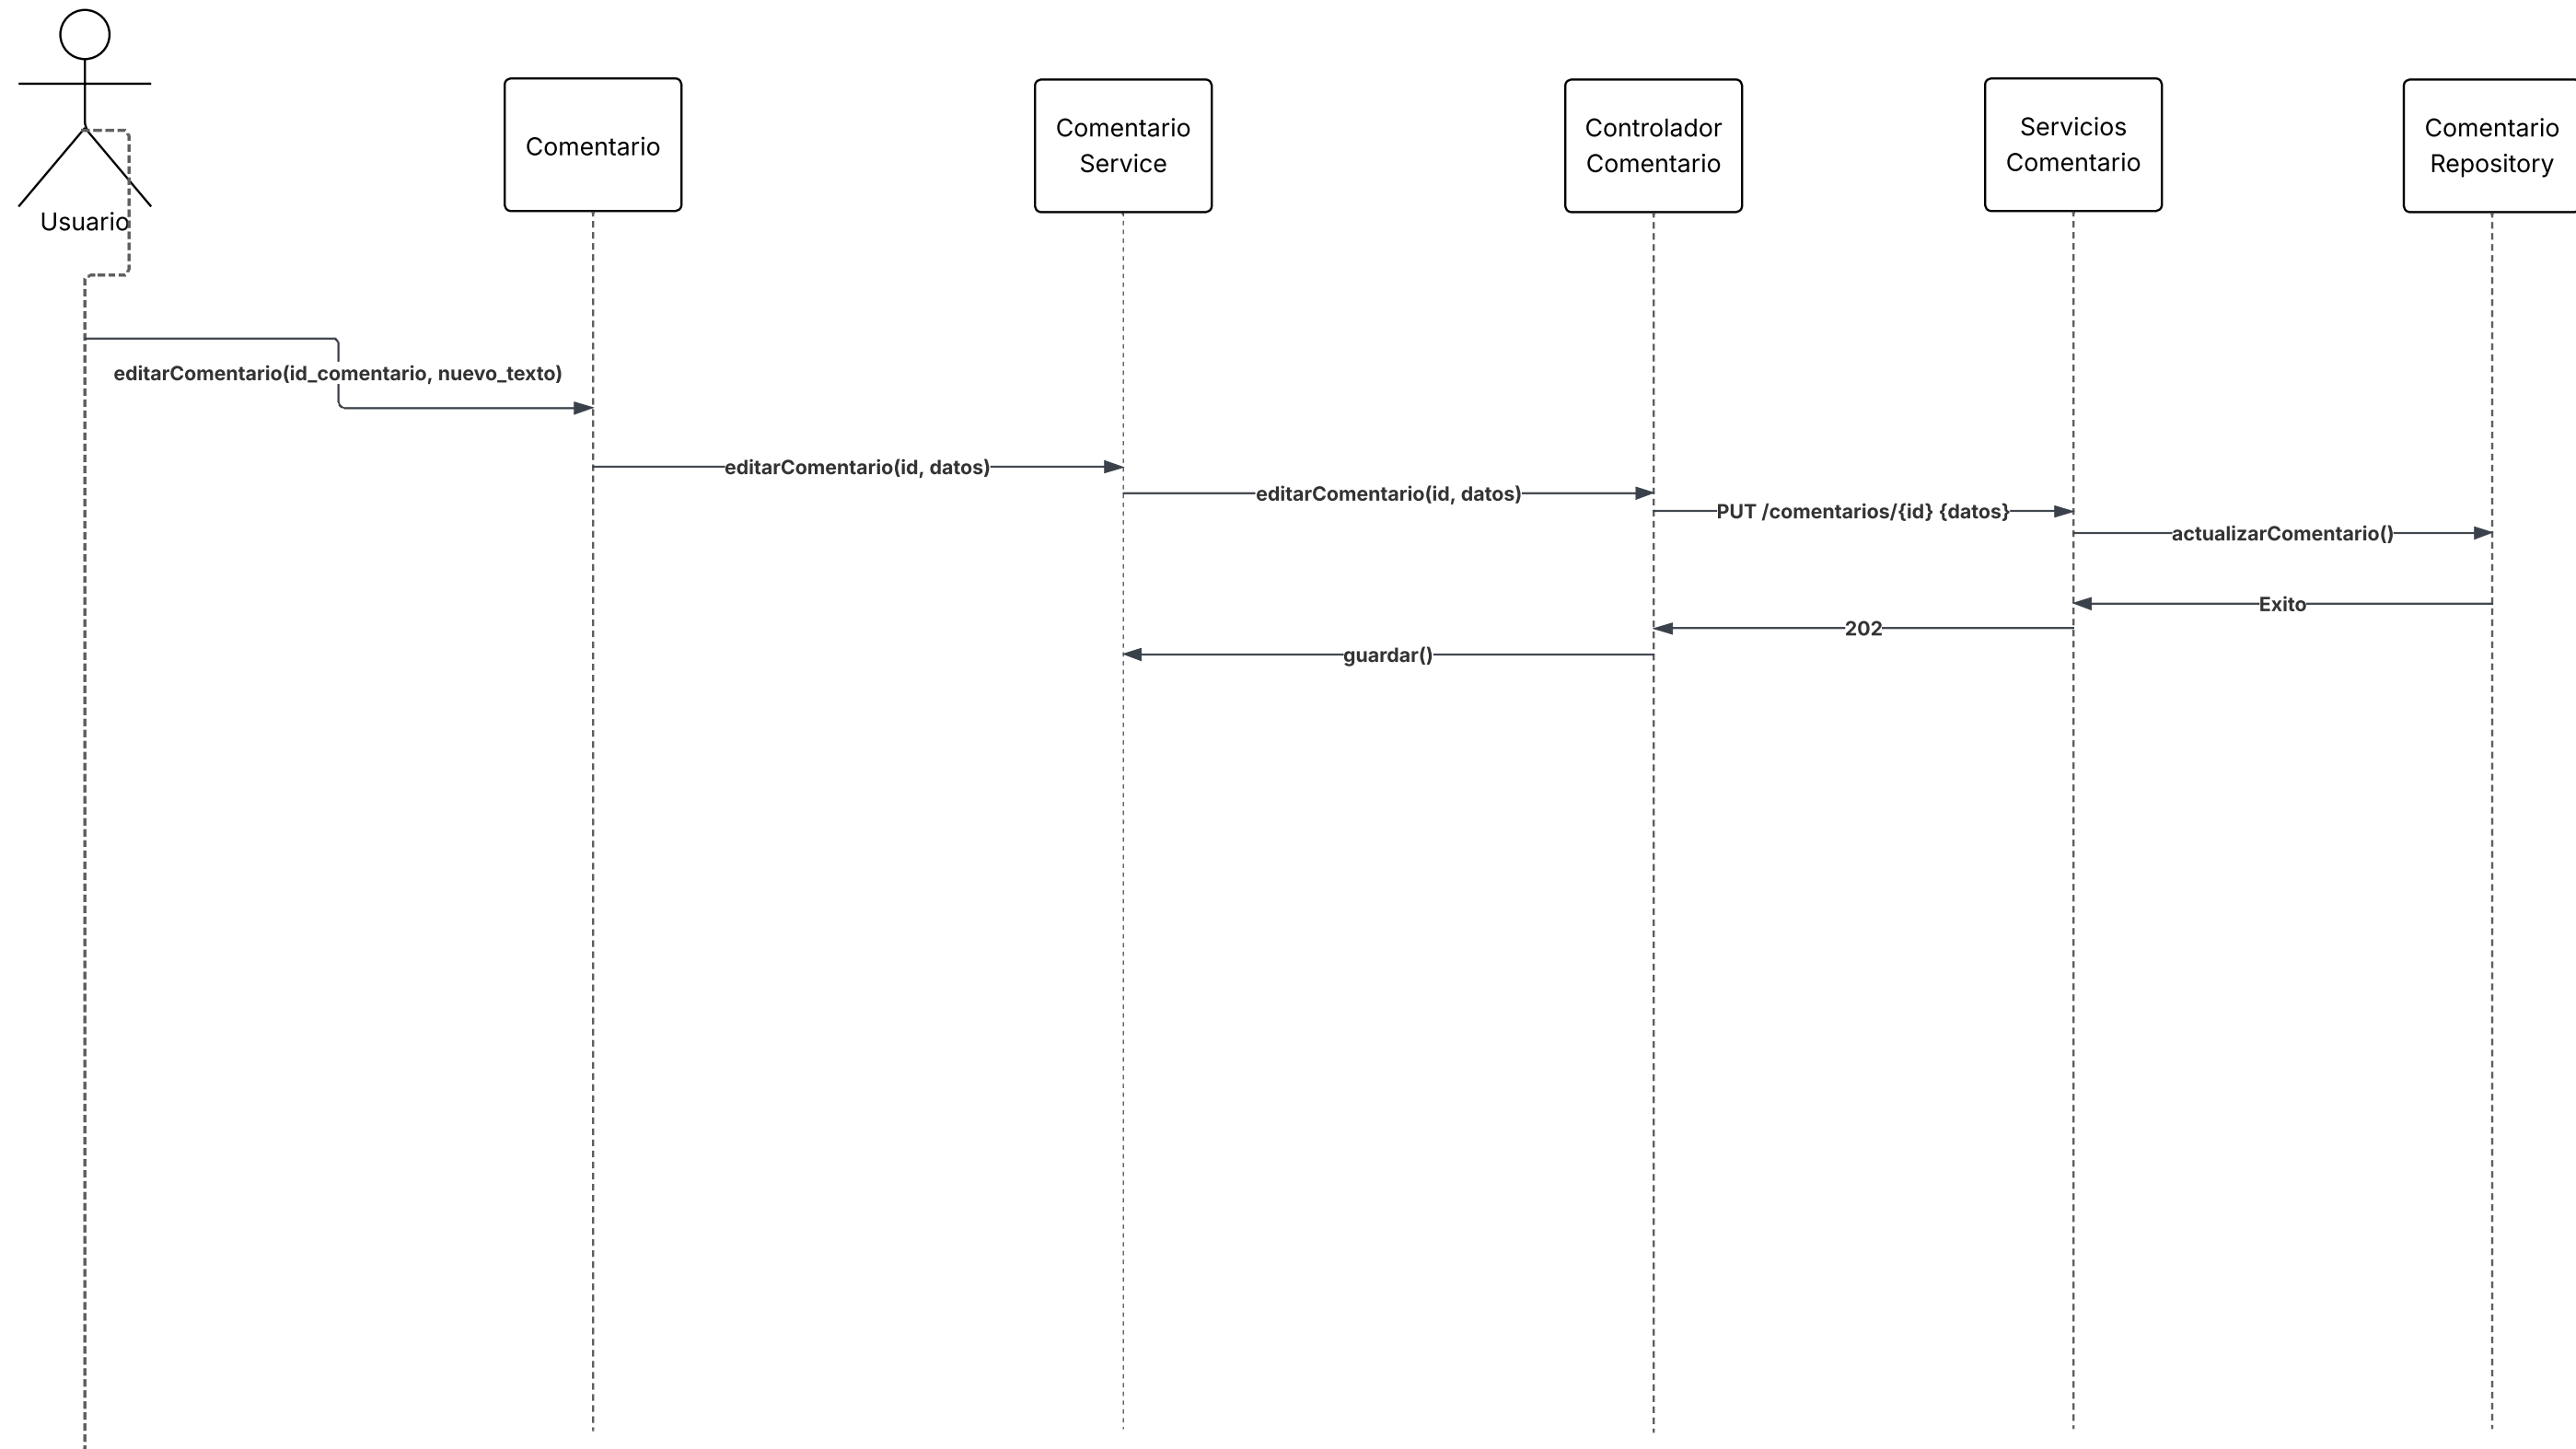 Usuario
Comentario
Comentario
Service
Controlador
Comentario
Servicios
Comentario
Comentario
Repository
editarComentario(id_comentario, nuevo_texto)
editarComentario(id, datos)
editarComentario(id, datos)
PUT /comentarios/{id} {datos}
actualizarComentario()
Exito
202
guardar()